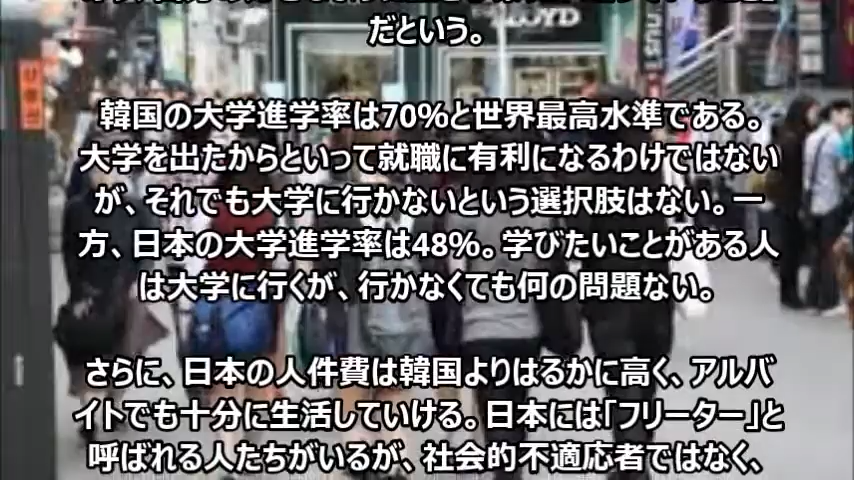 だという。
LOYD
韓国の大学進学率は70%と世界最高水準である。
大学を出たからといって就職に有利になるわけではない
が、それでも大学に行かないという選択肢はない。一
方、日本の大学進学率は48%。学びたいことがある人
は大学に行くが、行かなくても何の問題ない。
さらに、日本の人件費は韓国よりはるかに高く、アルバ
イトでも十分に生活していける。日本には「フリーター」と
呼ばれる人たちがいるが、社会的不適応者ではなく、